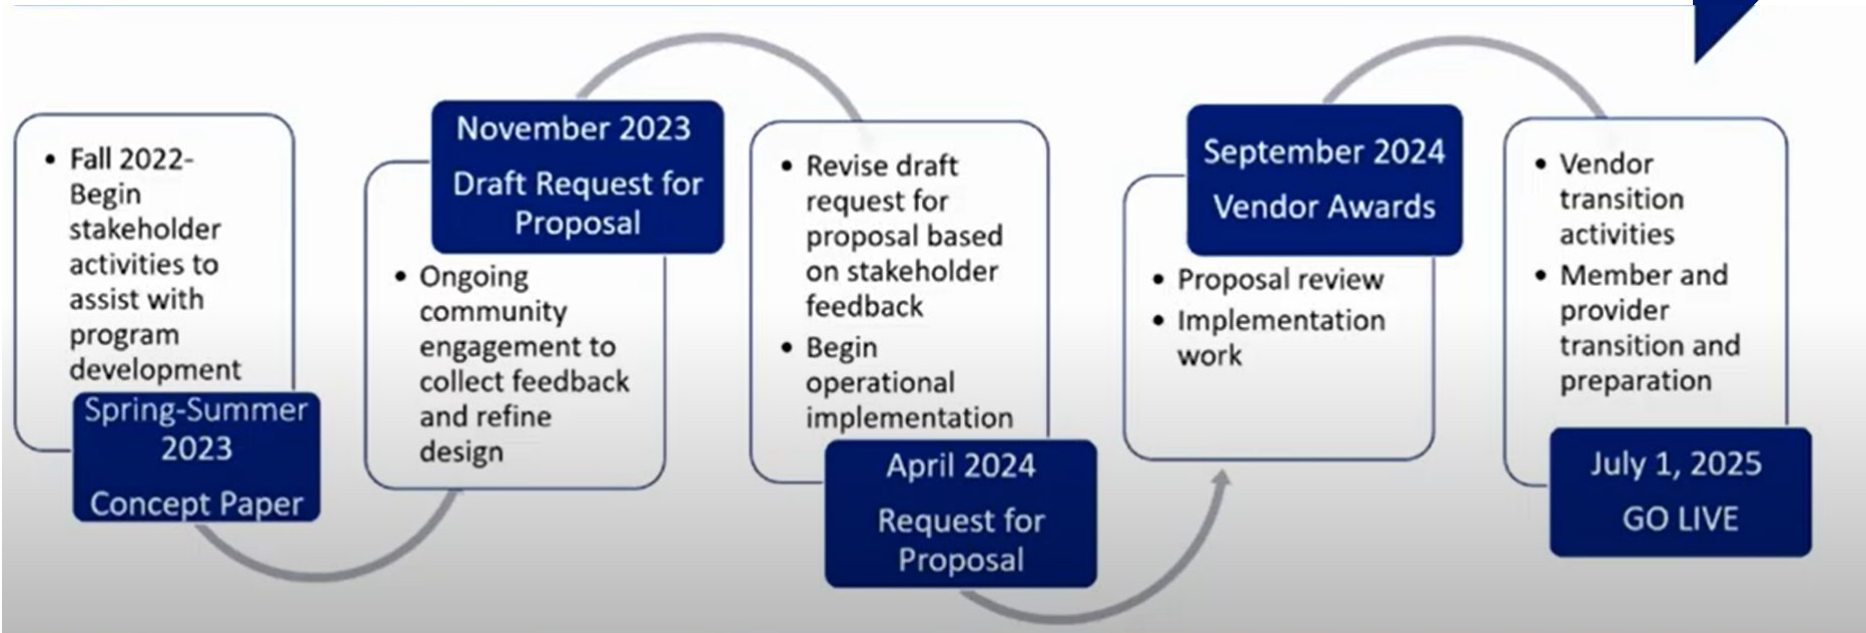 • Fall 2022-
Begin
stakeholder
activities to
assist with
program
development
Spring-Summer
2023
Concept Paper
November 2023
Draft Request for
Proposal
• Ongoing
community
engagement to
collect feedback
and refine
design
• Revise draft
request for
proposal based
on stakeholder
feedback
• Begin
operational
implementation
April 2024
Request for
Proposal
September 2024
Vendor Awards
• Proposal review
• Implementation
work
• Vendor
transition
activities
• Member and
provider
transition and
preparation
July 1, 2025
GO LIVE